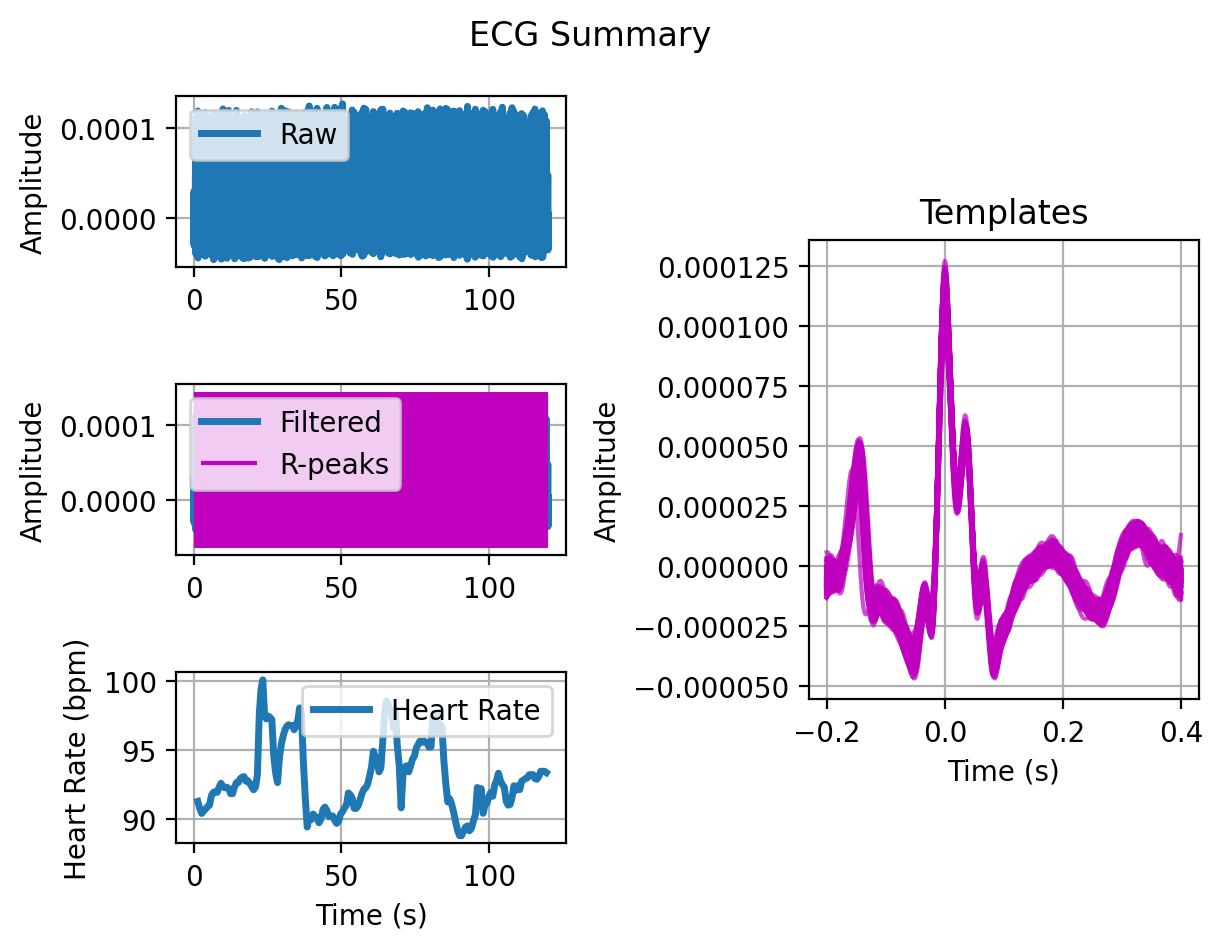 ECG Summary
Amplitude
0.0001
0.0000
Raw
0
50
100
Amplitude
0.0001
0.0000
Filtered
R-peaks
0
50
100
Heart Rate (bpm)
100
95
90
Heart Rate
0
50
100
Time (s)
Templates
Amplitude
0.000125
0.000100
0.000075
0.000050
0.000025
0.000000
−0.000025
−0.000050
−0.2
0.0
0.2
0.4
Time (s)